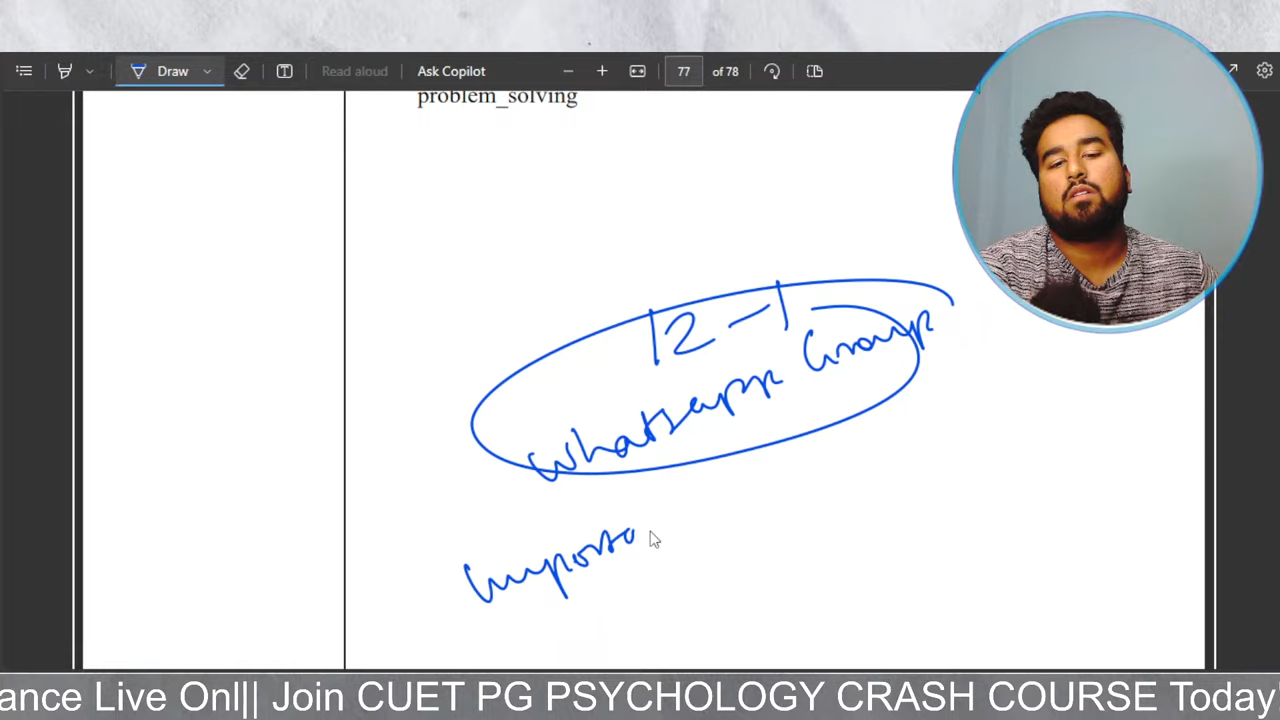 Draw
Read aloud
Ask Copilot
77
of 78
problem_solving
12-1
Whatsapp Group
Importa
ance Live Onl|| Join CUET PG PSYCHOLOGY CRASH COURSE Today!